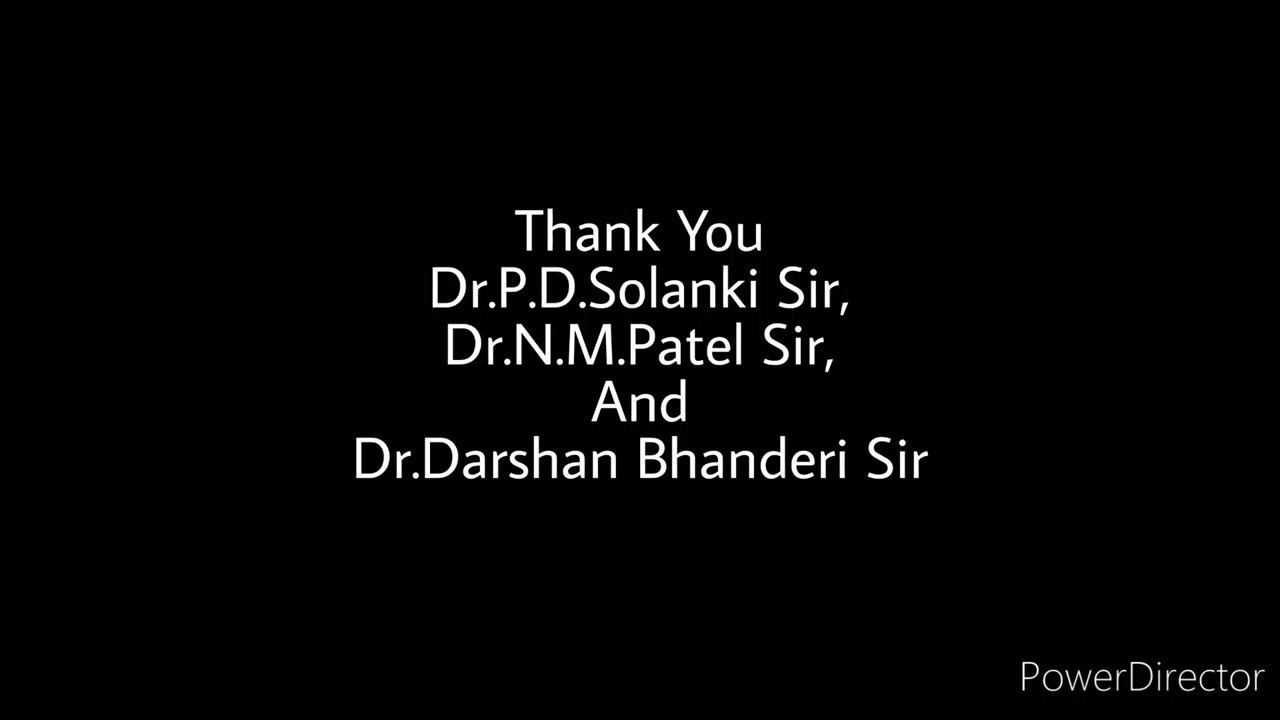 Thank You
Dr.P.D.Solanki Sir,
Dr.N.M.Patel Sir,
And
Dr.Darshan Bhanderi Sir
PowerDirector